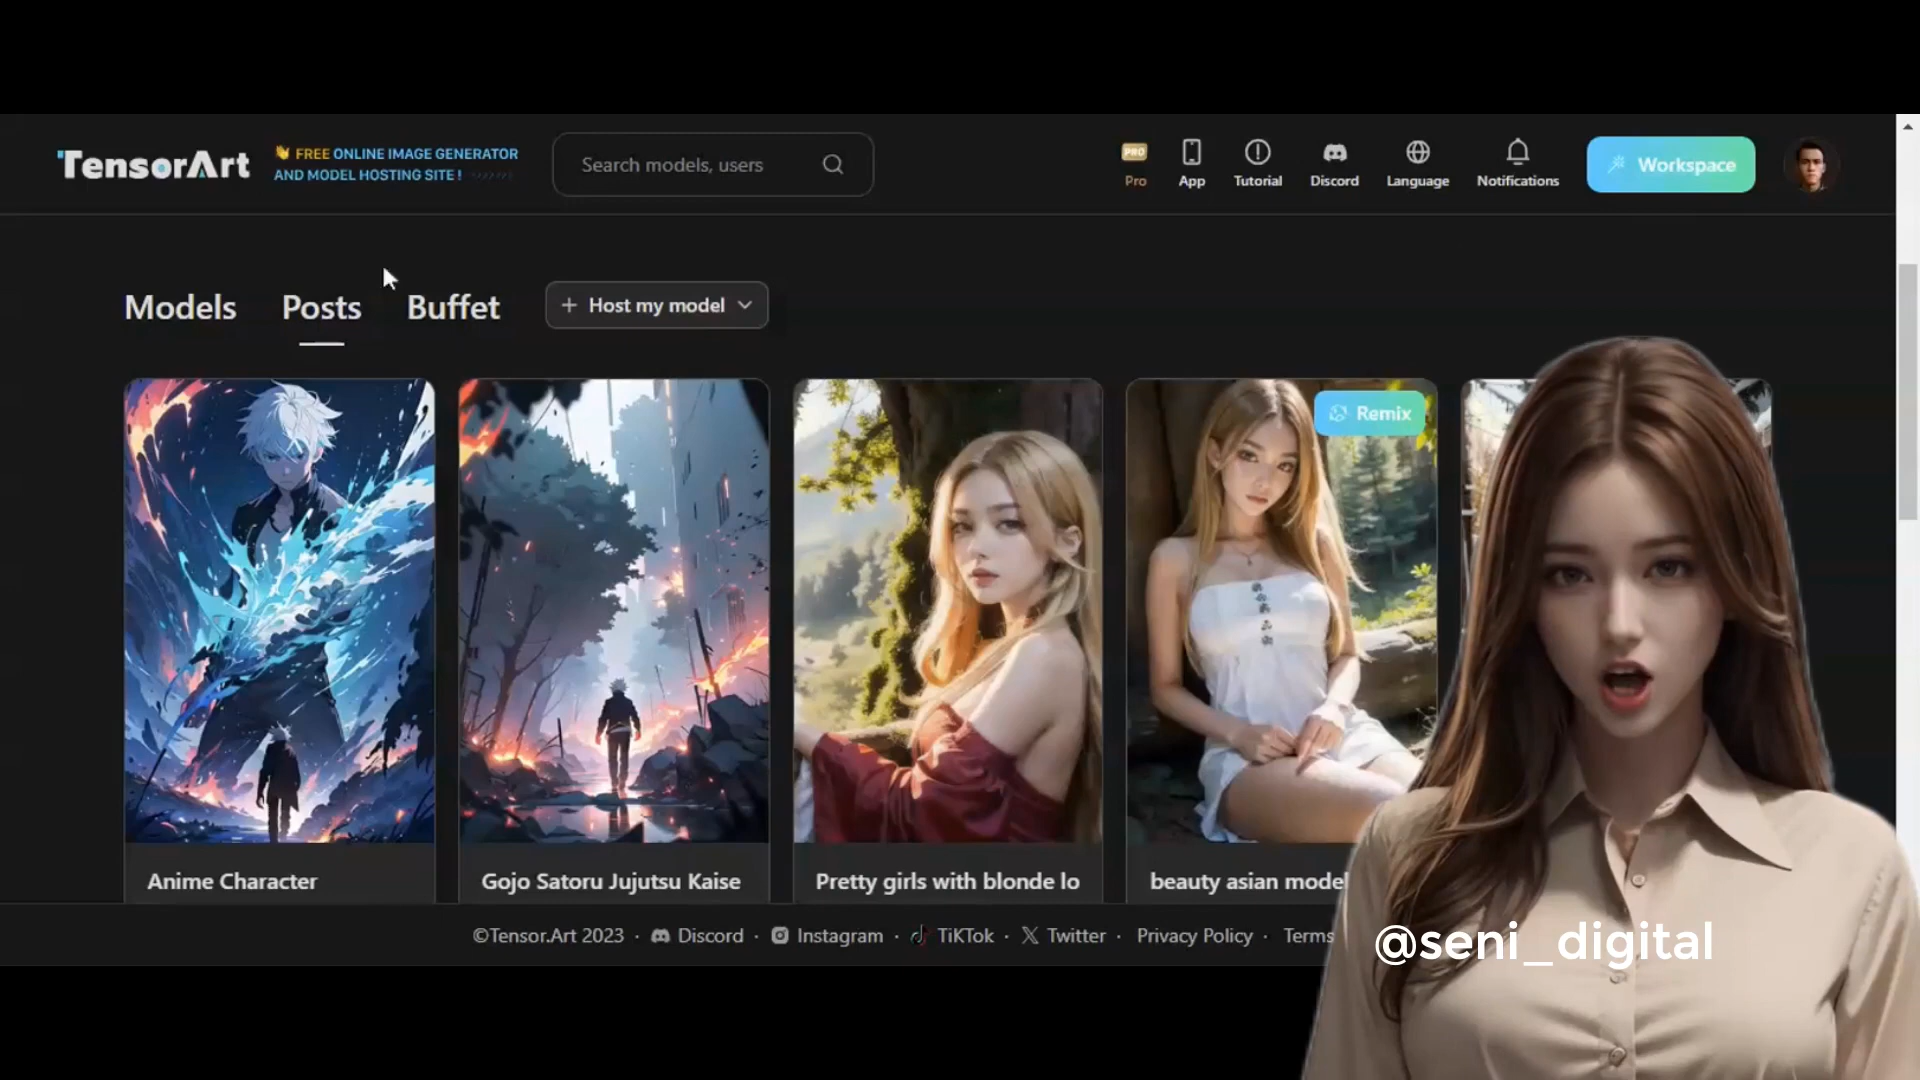 TensorArt
FREE ONLINE IMAGE GENERATOR
AND MODEL HOSTING SITE !
Search models, users
PRO
Pro
App
Tutorial
Discord
Language
Notifications
Workspace
Models
Posts
Buffet
+ Host my model
Remix
Anime Character
Gojo Satoru Jujutsu Kaise
Pretty girls with blonde lo
beauty asian model
©Tensor.Art 2023 · Discord · Instagram · TikTok · Twitter · Privacy Policy · Terms
@seni_digital